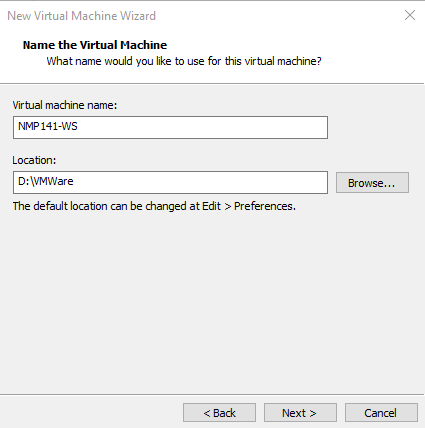 New Virtual Machine Wizard
Name the Virtual Machine
What name would you like to use for this virtual machine?
Virtual machine name:
NMP141-WS
Location:
D:\VMWare
Browse...
The default location can be changed at Edit > Preferences.
< Back
Next >
Cancel